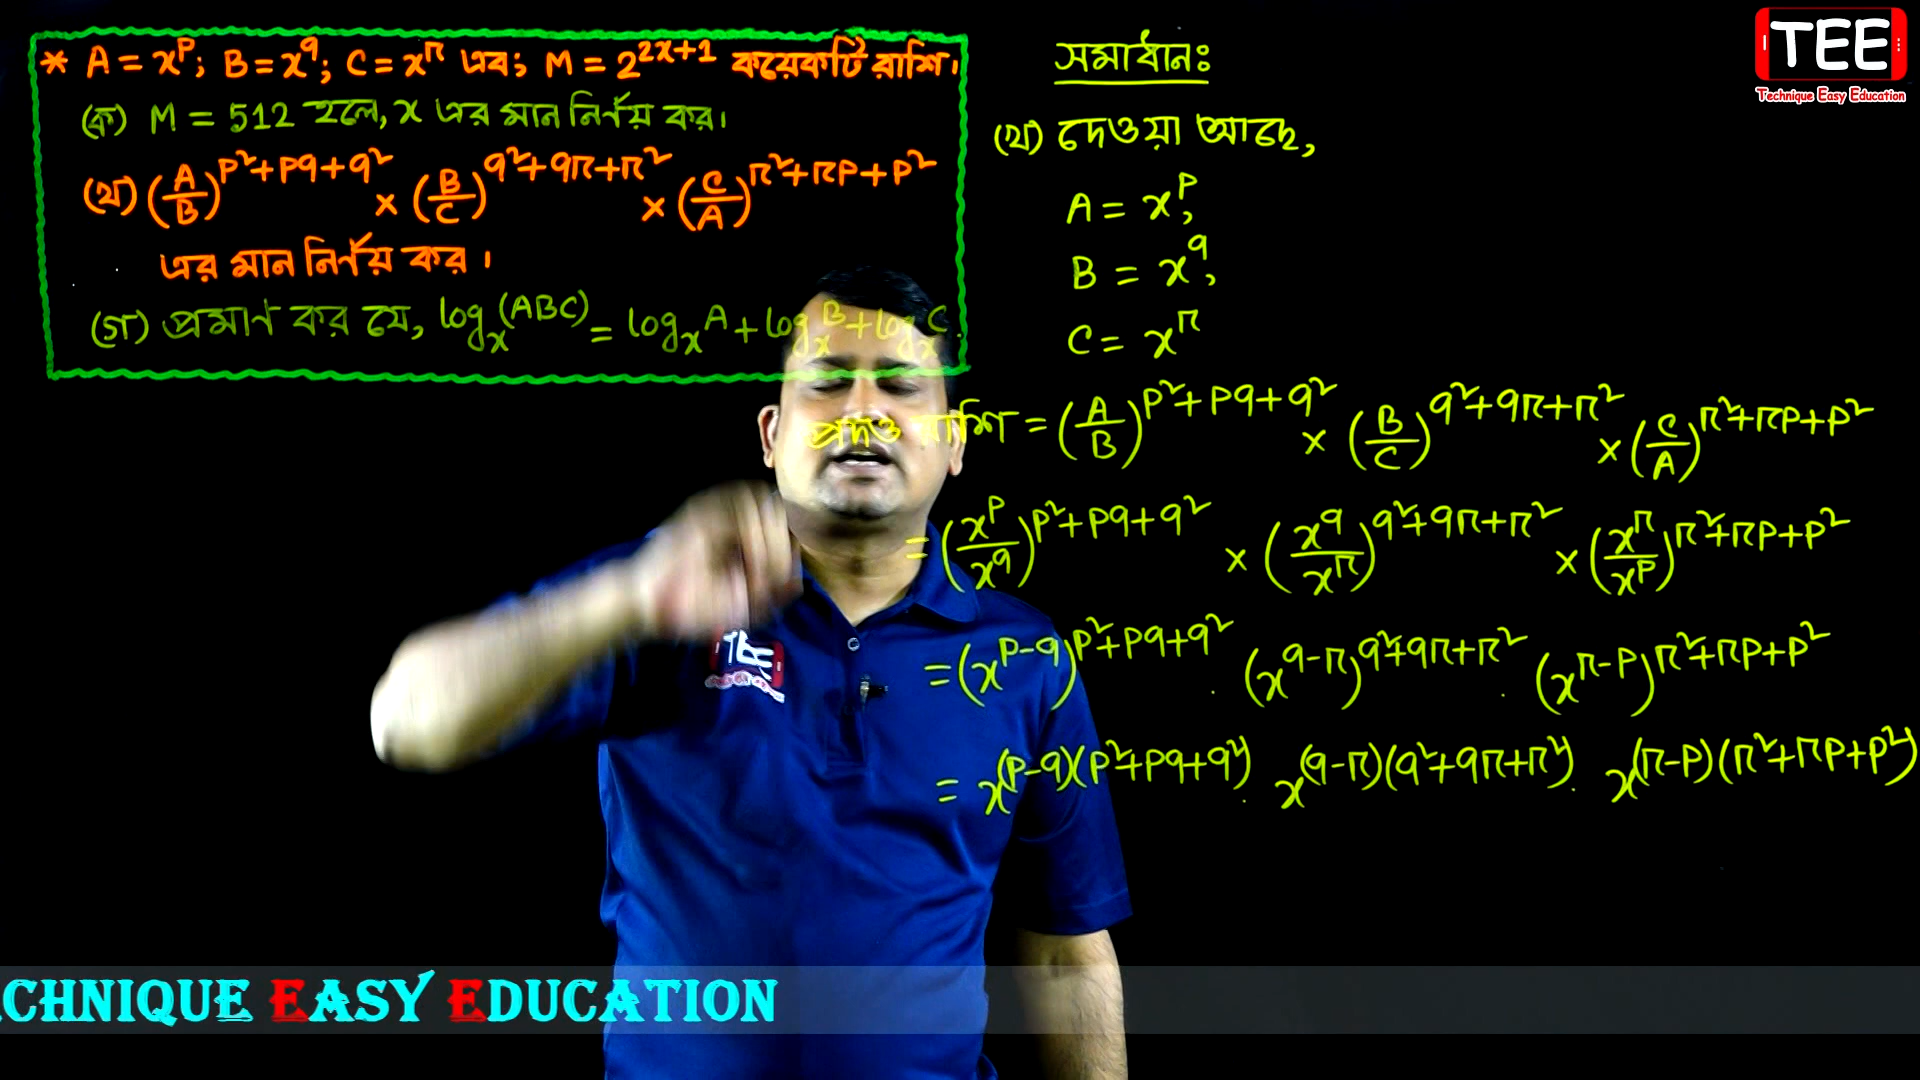 * A = x^p; B = x^q; C = x^r এবং M = 2^(2x+1) কয়েকটি রাশি।
(ক) M = 512 হলে, x এর মান নির্ণয় কর।
(খ) (A/B)^(p²+pq+q²) × (B/C)^(q²+qr+r²) × (C/A)^(r²+rp+p²)
এর মান নির্ণয় কর।
(গ) প্রমাণ কর যে, log_x(ABC) = log_x A + log_x B + log_x C.
সমাধানঃ
(খ) দেওয়া আছে,
A = x^p,
B = x^q,
C = x^r
প্রদত্ত রাশি = (A/B)^(p²+pq+q²) × (B/C)^(q²+qr+r²) × (C/A)^(r²+rp+p²)
= (x^p/x^q)^(p²+pq+q²) × (x^q/x^r)^(q²+qr+r²) × (x^r/x^p)^(r²+rp+p²)
= (x^(p-q))^(p²+pq+q²) . (x^(q-r))^(q²+qr+r²) . (x^(r-p))^(r²+rp+p²)
= x^((p-q)(p²+pq+q²)) . x^((q-r)(q²+qr+r²)) . x^((r-p)(r²+rp+p²))
TEE
Technique Easy Education
CHNIQUE EASY EDUCATION